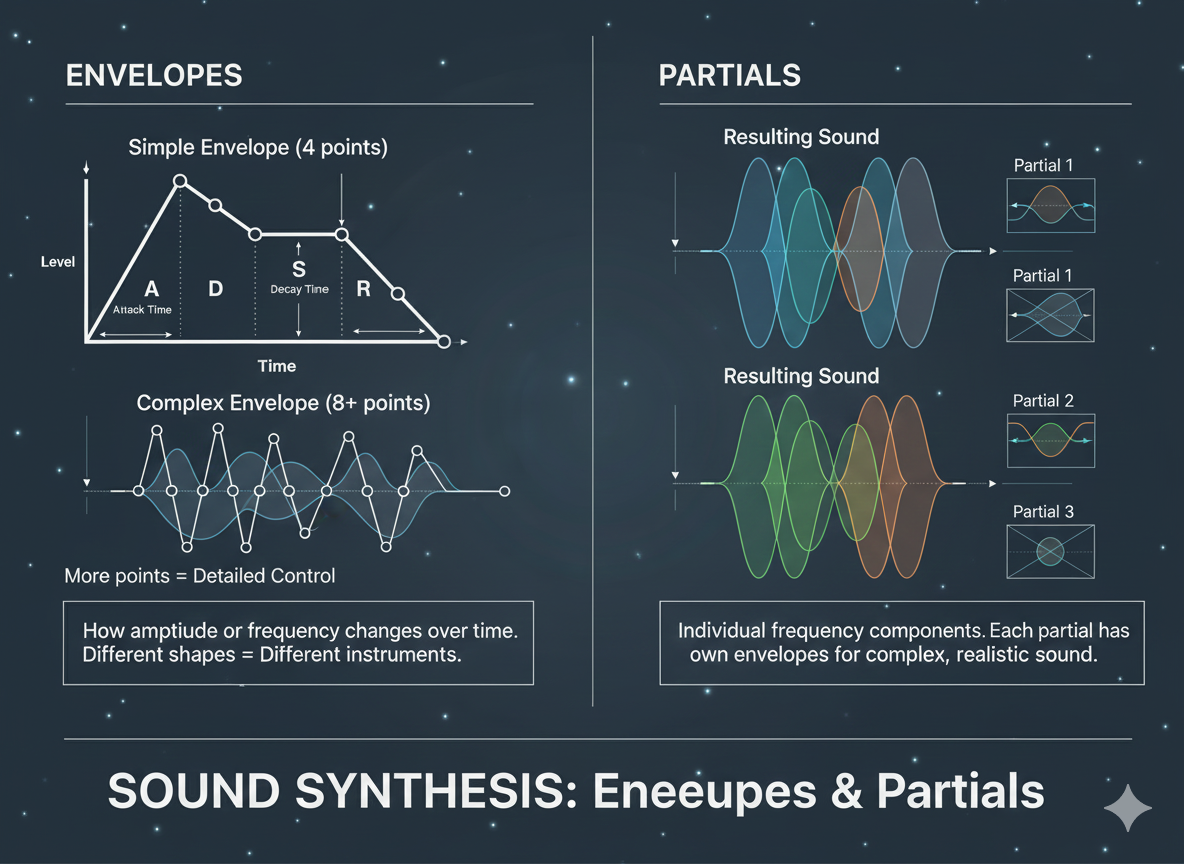 ENVELOPES
Simple Envelope (4 points)
Level
A
Attack Time
D
S
Decay Time
R
Time
Complex Envelope (8+ points)
More points = Detailed Control
How amptiude or frequency changes over time.
Different shapes = Different instruments.
PARTIALS
Resulting Sound
Partial 1
Partial 1
Resulting Sound
Partial 2
Partial 3
Individual frequency components. Each partial has
own envelopes for complex, realistic sound.
SOUND SYNTHESIS: Eneeupes & Partials